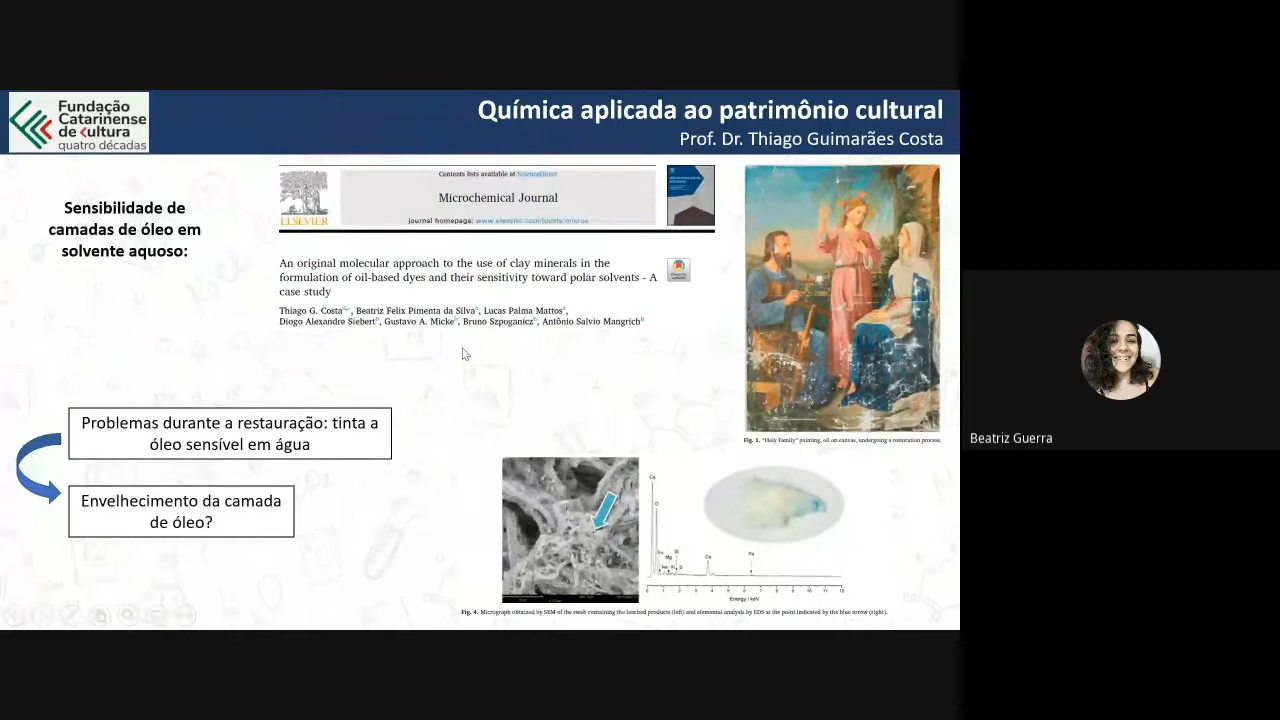 Fundação
Catarinense
de cultura
quatro décadas
Química aplicada ao patrimônio cultural
Prof. Dr. Thiago Guimarães Costa
Sensibilidade de
camadas de óleo em
solvente aquoso:
Contents lists available at ScienceDirect
Microchemical Journal
journal homepage: www.elsevier.com/locate/microc
ELSEVIER
An original molecular approach to the use of clay minerals in the
formulation of oil-based dyes and their sensitivity toward polar solvents - A
case study
Thiago G. Costa, Beatriz Felix Pimenta da Silva, Lucas Palma Mattos,
Diogo Alexandre Siebert, Gustavo A. Micke, Bruno Szpoganicz, Antônio Salvio Mangrich
Fig. 1. "Holy Family" painting, oil on canvas, undergoing a restoration process.
Problemas durante a restauração: tinta a
óleo sensível em água
Envelhecimento da camada
de óleo?
Energy / keV
Fig. 4. Micrograph obtained by SEM of the swab containing the leached products (left) and elemental analysis by EDS at the point indicated by the blue arrow (right).
Beatriz Guerra